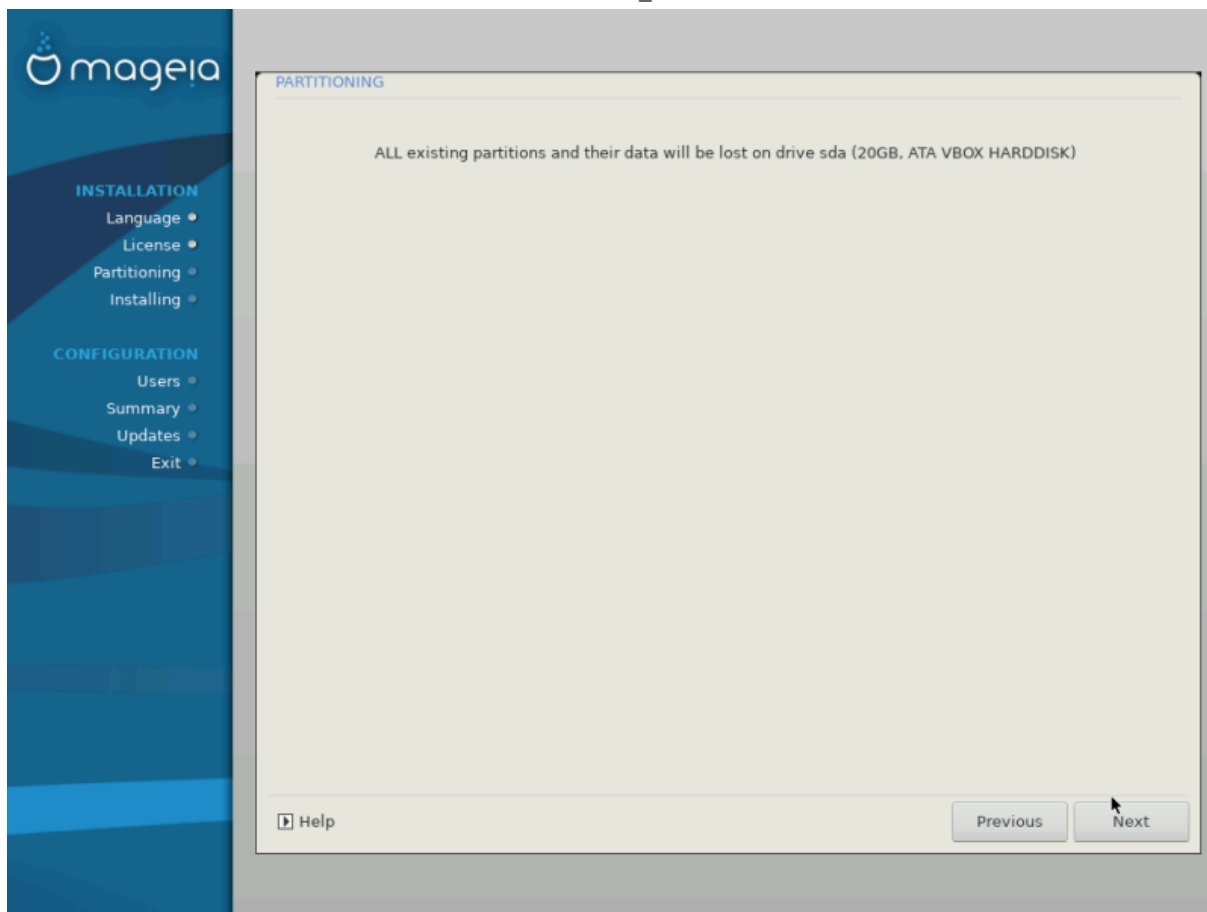 mageia
PARTITIONING
ALL existing partitions and their data will be lost on drive sda (20GB, ATA VBOX HARDDISK)
INSTALLATION
Language
License
Partitioning
Installing
CONFIGURATION
Users
Summary
Updates
Exit
Help
Previous
Next